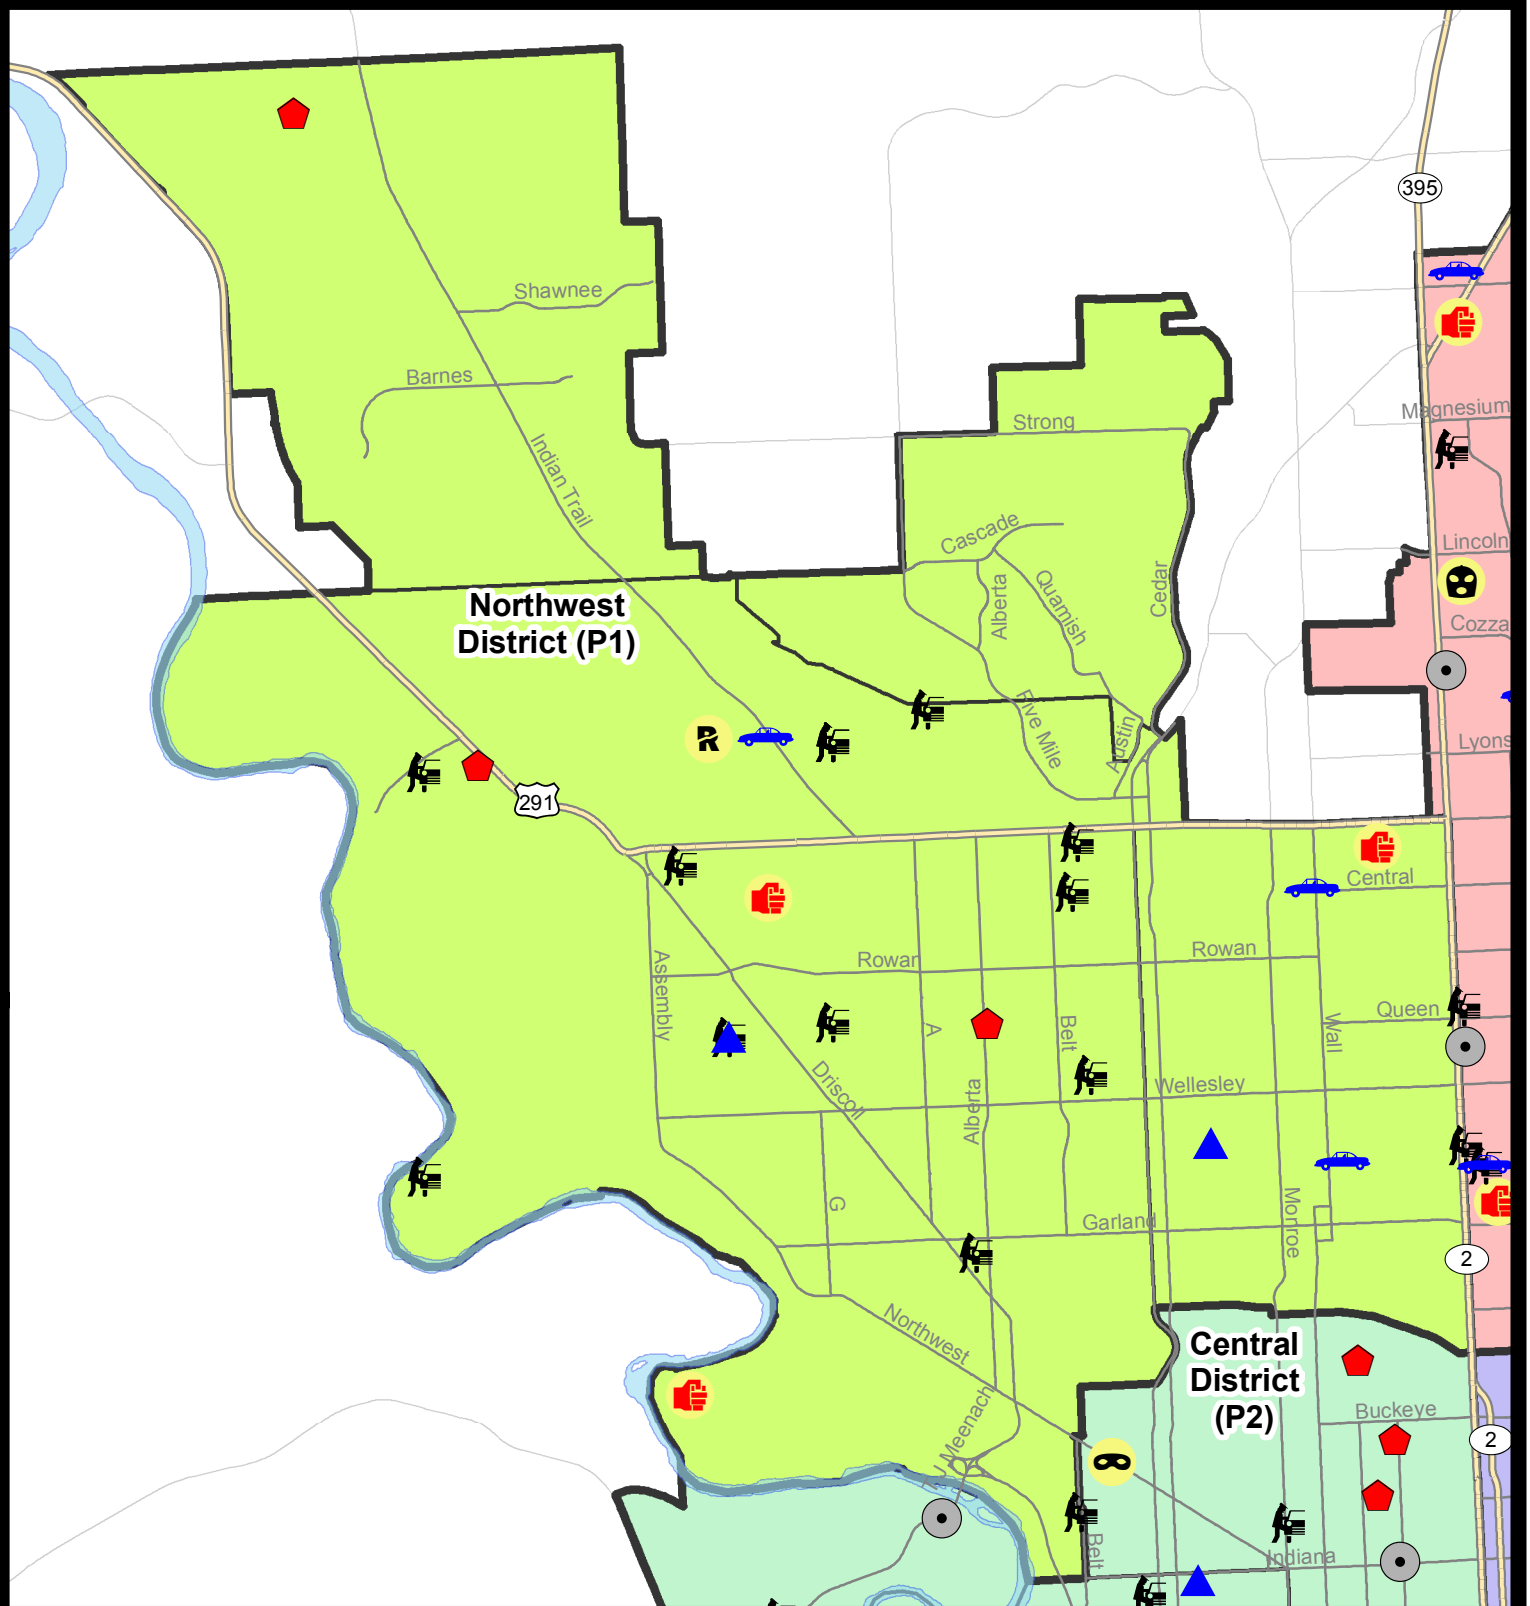 395
Shawnee
Barnes
Magnesium
Strong
Indian Trail
Cascade
Lincoln
Alberta
Quamish
Cedar
Northwest
District (P1)
Cozza
Five Mile
Austin
Lyons
R
291
Central
Rowan
Rowan
Assembly
A
Belt
Wall
Queen
Driscoll
Alberta
Wellesley
G
Garland
Monroe
2
Northwest
Central
District
(P2)
Meenach
Buckeye
2
Belt
Indiana